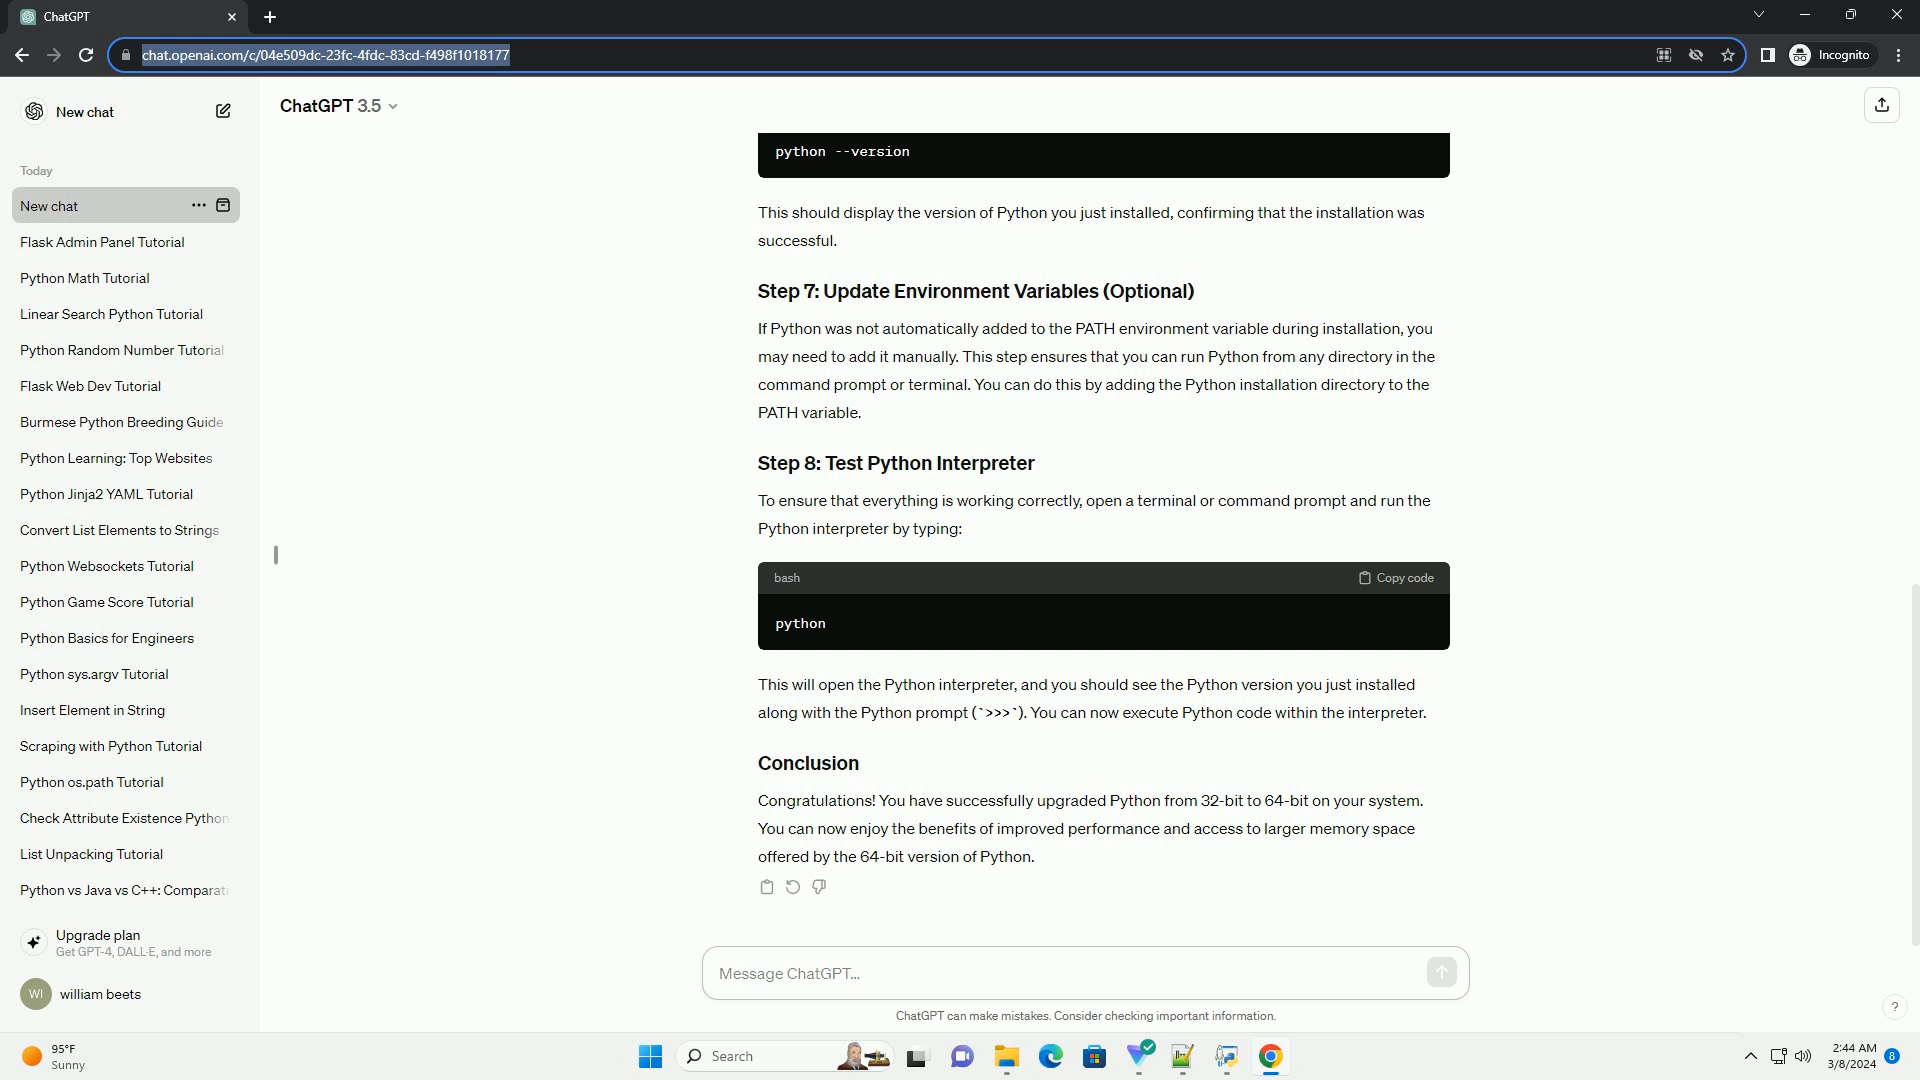 ChatGPT
chat.openai.com/c/04e509dc-23fc-4fdc-83cd-f498f1018177
Incognito
New chat
ChatGPT 3.5
Today
New chat
Flask Admin Panel Tutorial
Python Math Tutorial
Linear Search Python Tutorial
Python Random Number Tutorial
Flask Web Dev Tutorial
Burmese Python Breeding Guide
Python Learning: Top Websites
Python Jinja2 YAML Tutorial
Convert List Elements to Strings
Python Websockets Tutorial
Python Game Score Tutorial
Python Basics for Engineers
Python sys.argv Tutorial
Insert Element in String
Scraping with Python Tutorial
Python os.path Tutorial
Check Attribute Existence Python
List Unpacking Tutorial
Python vs Java vs C++: Comparati
Upgrade plan
Get GPT-4, DALL·E, and more
WI
william beets
python --version
This should display the version of Python you just installed, confirming that the installation was
successful.
Step 7: Update Environment Variables (Optional)
If Python was not automatically added to the PATH environment variable during installation, you
may need to add it manually. This step ensures that you can run Python from any directory in the
command prompt or terminal. You can do this by adding the Python installation directory to the
PATH variable.
Step 8: Test Python Interpreter
To ensure that everything is working correctly, open a terminal or command prompt and run the
Python interpreter by typing:
bash
Copy code
python
This will open the Python interpreter, and you should see the Python version you just installed
along with the Python prompt (`>>>`). You can now execute Python code within the interpreter.
Conclusion
Congratulations! You have successfully upgraded Python from 32-bit to 64-bit on your system.
You can now enjoy the benefits of improved performance and access to larger memory space
offered by the 64-bit version of Python.
Message ChatGPT...
ChatGPT can make mistakes. Consider checking important information.
?
95°F
Sunny
Search
2:44 AM
3/8/2024
8